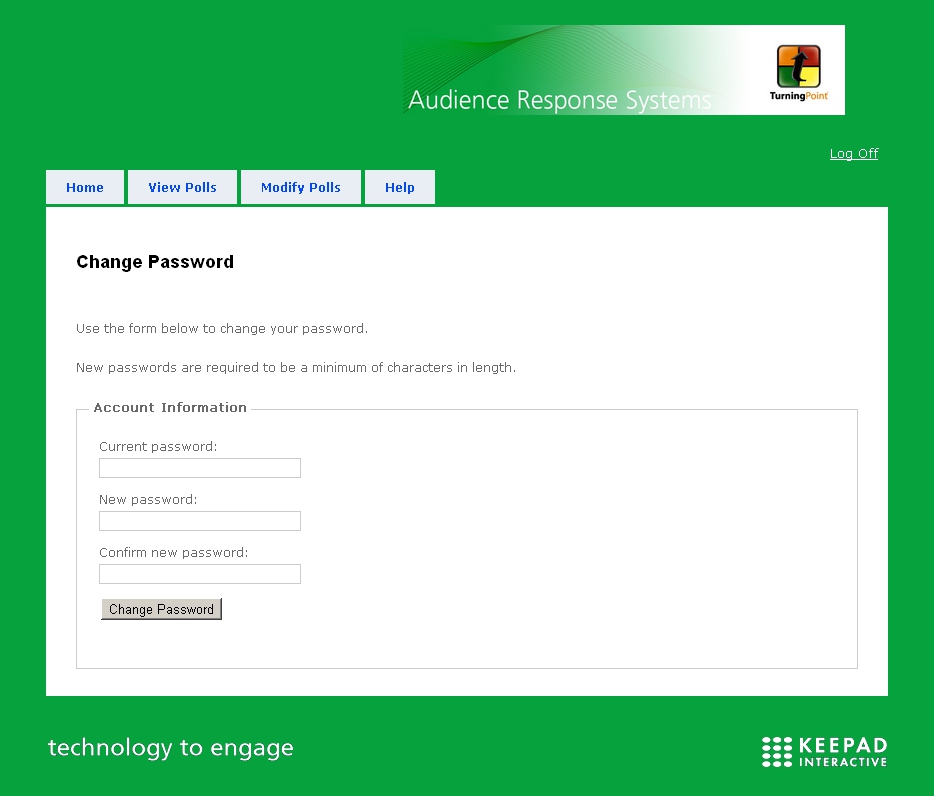 Audience Response Systems
TurningPoint
Log Off
Home View Polls Modify Polls Help
Change Password
Use the form below to change your password.
New passwords are required to be a minimum of characters in length.
Account Information
Current password:
New password:
Confirm new password:
Change Password
technology to engage
KEEPAD
INTERACTIVE